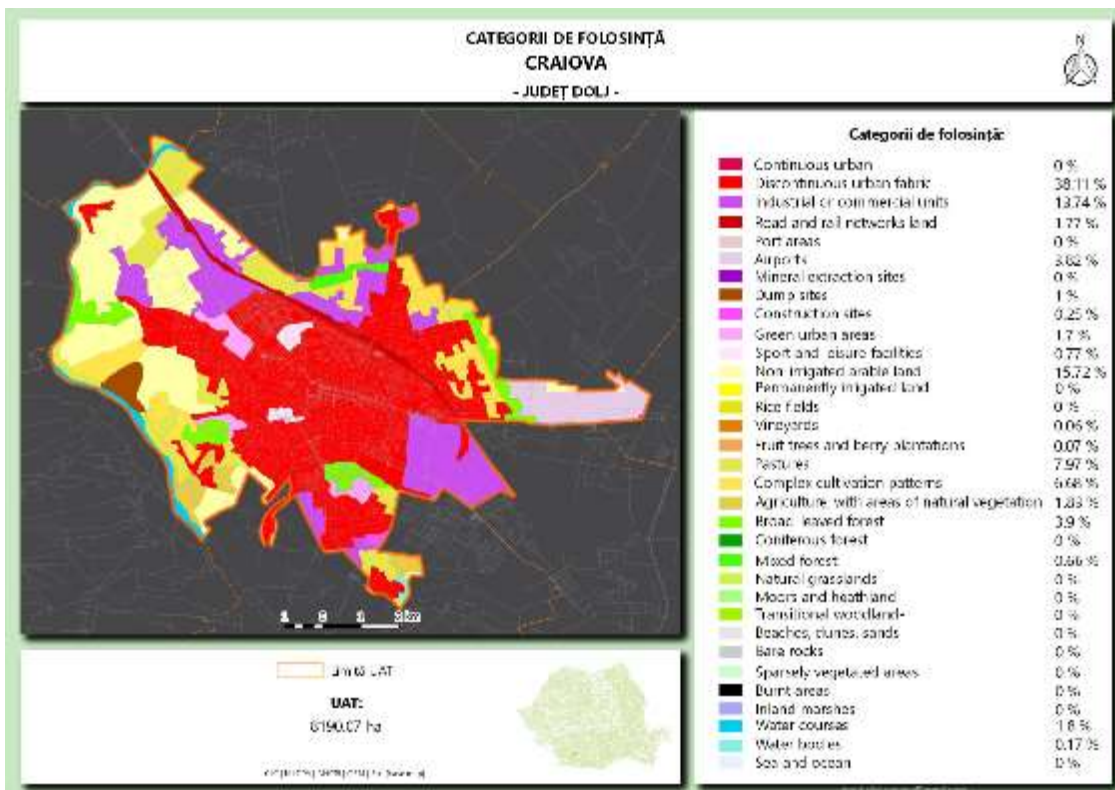 CATEGORII DE FOLOSINȚĂ
CRAIOVA
- JUDEȚ DOLJ -
N
Categorii de folosință:
Continuous urban 0 %
Discontinuous urban fabric 38.11 %
Industrial or commercial units 13.74 %
Road and rail networks land 1.77 %
Port areas 0 %
Airports 3.82 %
Mineral extraction sites 0 %
Dump sites 1 %
Construction sites 0.25 %
Green urban areas 1.7 %
Sport and leisure facilities 0.77 %
Non irrigated arable land 15.72 %
Permanently irrigated land 0 %
Rice fields 0 %
Vineyards 0.06 %
Fruit trees and berry plantations 0.07 %
Pastures 7.97 %
Complex cultivation patterns 6.68 %
Agriculture, with areas of natural vegetation 1.83 %
Broad leaved forest 3.9 %
Coniferous forest 0 %
Mixed forest 0.66 %
Natural grasslands 0 %
Moors and heathland 0 %
Transitional woodland- 0 %
Beaches, dunes, sands 0 %
Bare rocks 0 %
Sparsely vegetated areas 0 %
Burnt areas 0 %
Inland marshes 0 %
Water courses 1.8 %
Water bodies 0.17 %
Sea and ocean 0 %
km
Limită UAT
UAT:
8190.07 ha